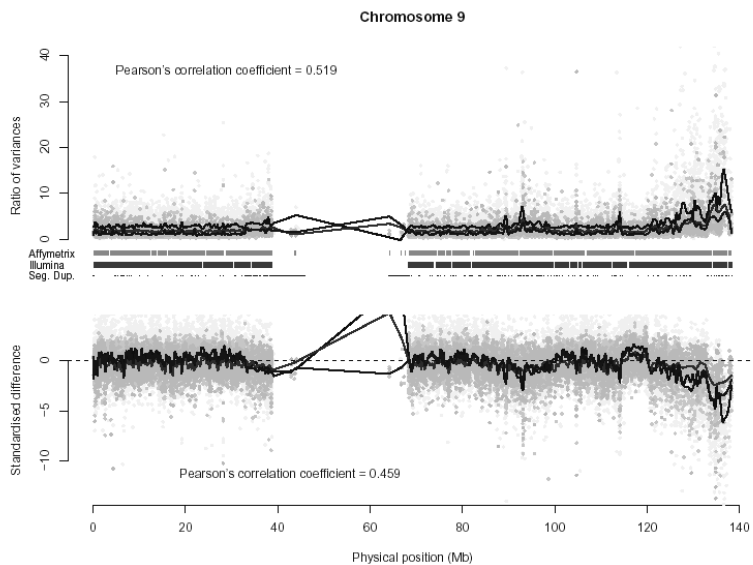 Chromosome 9
Pearson's correlation coefficient = 0.519
Ratio of variances
40
30
20
10
0
Affymetrix
Illumina
Seg. Dup.
Standardised difference
0
-5
-10
Pearson's correlation coefficient = 0.459
0 20 40 60 80 100 120 140
Physical position (Mb)